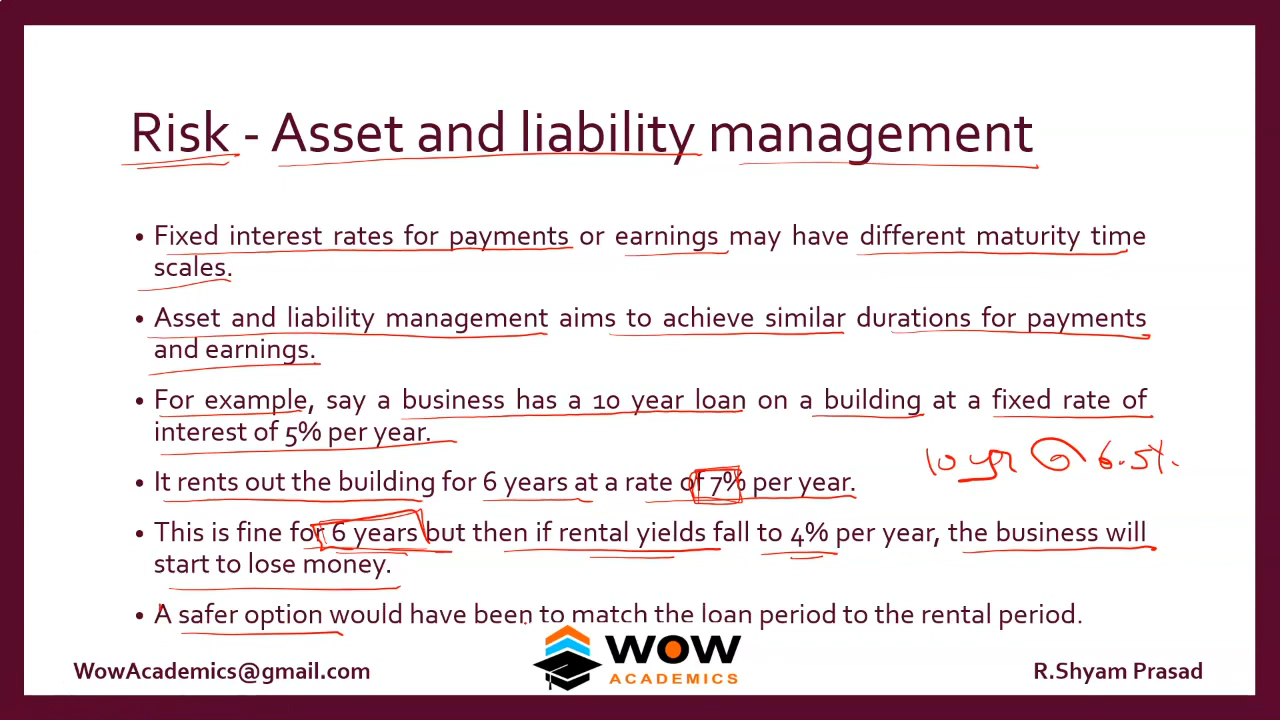 Risk - Asset and liability management
• Fixed interest rates for payments or earnings may have different maturity time
scales.
• Asset and liability management aims to achieve similar durations for payments
and earnings.
• For example, say a business has a 10 year loan on a building at a fixed rate of
interest of 5% per year.
10 yr @ 6.5%
• It rents out the building for 6 years at a rate of 7% per year.
• This is fine for 6 years but then if rental yields fall to 4% per year, the business will
start to lose money.
• A safer option would have been to match the loan period to the rental period.
WowAcademics@gmail.com
WOW
ACADEMICS
R.Shyam Prasad